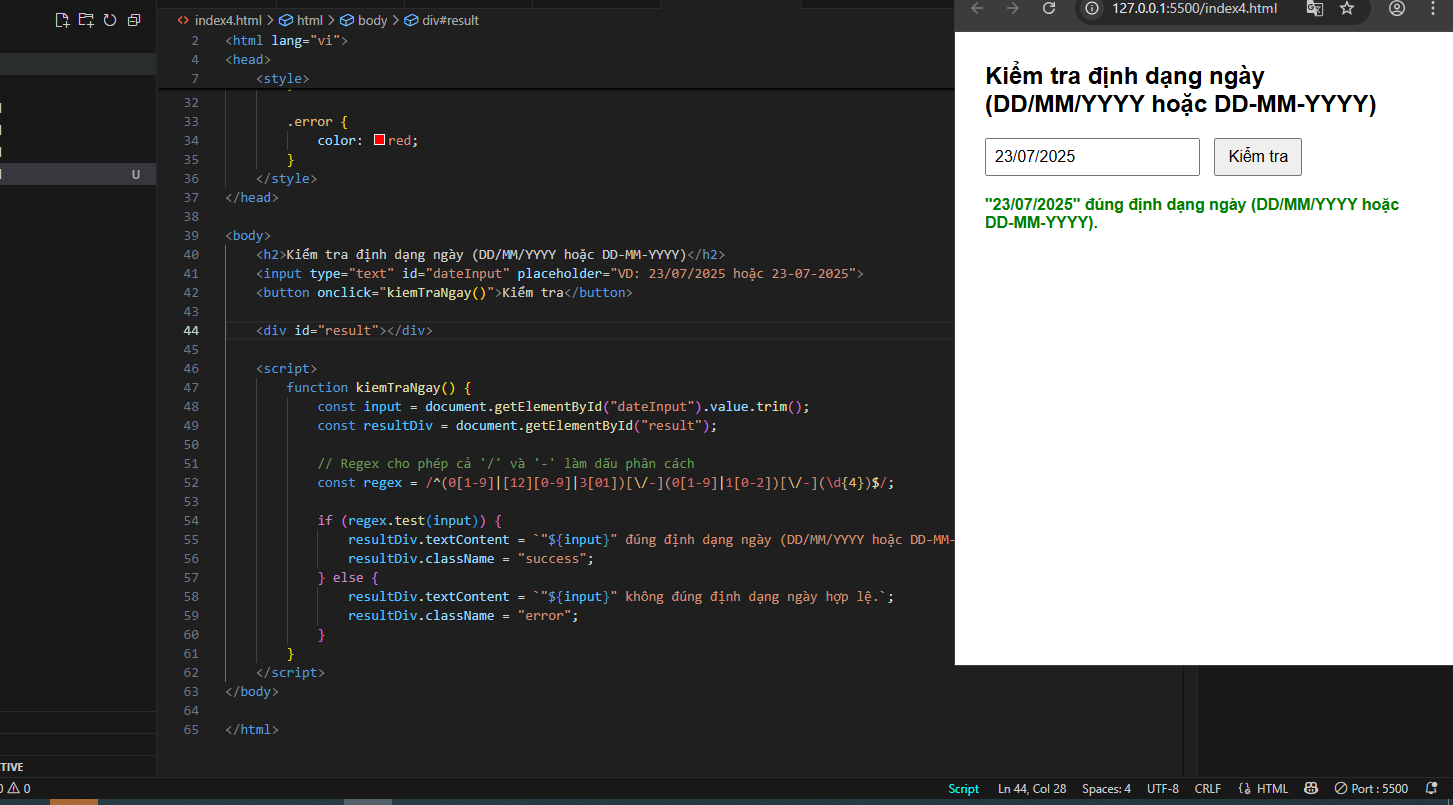 index4.html > html > body > div#result
2 <html lang="vi">
4 <head>
7 <style>
32
33 .error {
34 color: red;
35 }
36 </style>
37 </head>
38
39 <body>
40 <h2>Kiểm tra định dạng ngày (DD/MM/YYYY hoặc DD-MM-YYYY)</h2>
41 <input type="text" id="dateInput" placeholder="VD: 23/07/2025 hoặc 23-07-2025">
42 <button onclick="kiemTraNgay()">Kiểm tra</button>
43
44 <div id="result"></div>
45
46 <script>
47 function kiemTraNgay() {
48 const input = document.getElementById("dateInput").value.trim();
49 const resultDiv = document.getElementById("result");
50
51 // Regex cho phép cả '/' và '-' làm dấu phân cách
52 const regex = /^(0[1-9]|[12][0-9]|3[01])[\/-](0[1-9]|1[0-2])[\/-](\d{4})$/;
53
54 if (regex.test(input)) {
55 resultDiv.textContent = `"${input}" đúng định dạng ngày (DD/MM/YYYY hoặc DD-MM-
56 resultDiv.className = "success";
57 } else {
58 resultDiv.textContent = `"${input}" không đúng định dạng ngày hợp lệ.`;
59 resultDiv.className = "error";
60 }
61 }
62 </script>
63 </body>
64
65 </html>
U
TIVE
0 0
Script Ln 44, Col 28 Spaces: 4 UTF-8 CRLF HTML Port : 5500
127.0.0.1:5500/index4.html
Kiểm tra định dạng ngày
(DD/MM/YYYY hoặc DD-MM-YYYY)
23/07/2025 Kiểm tra
"23/07/2025" đúng định dạng ngày (DD/MM/YYYY hoặc
DD-MM-YYYY).